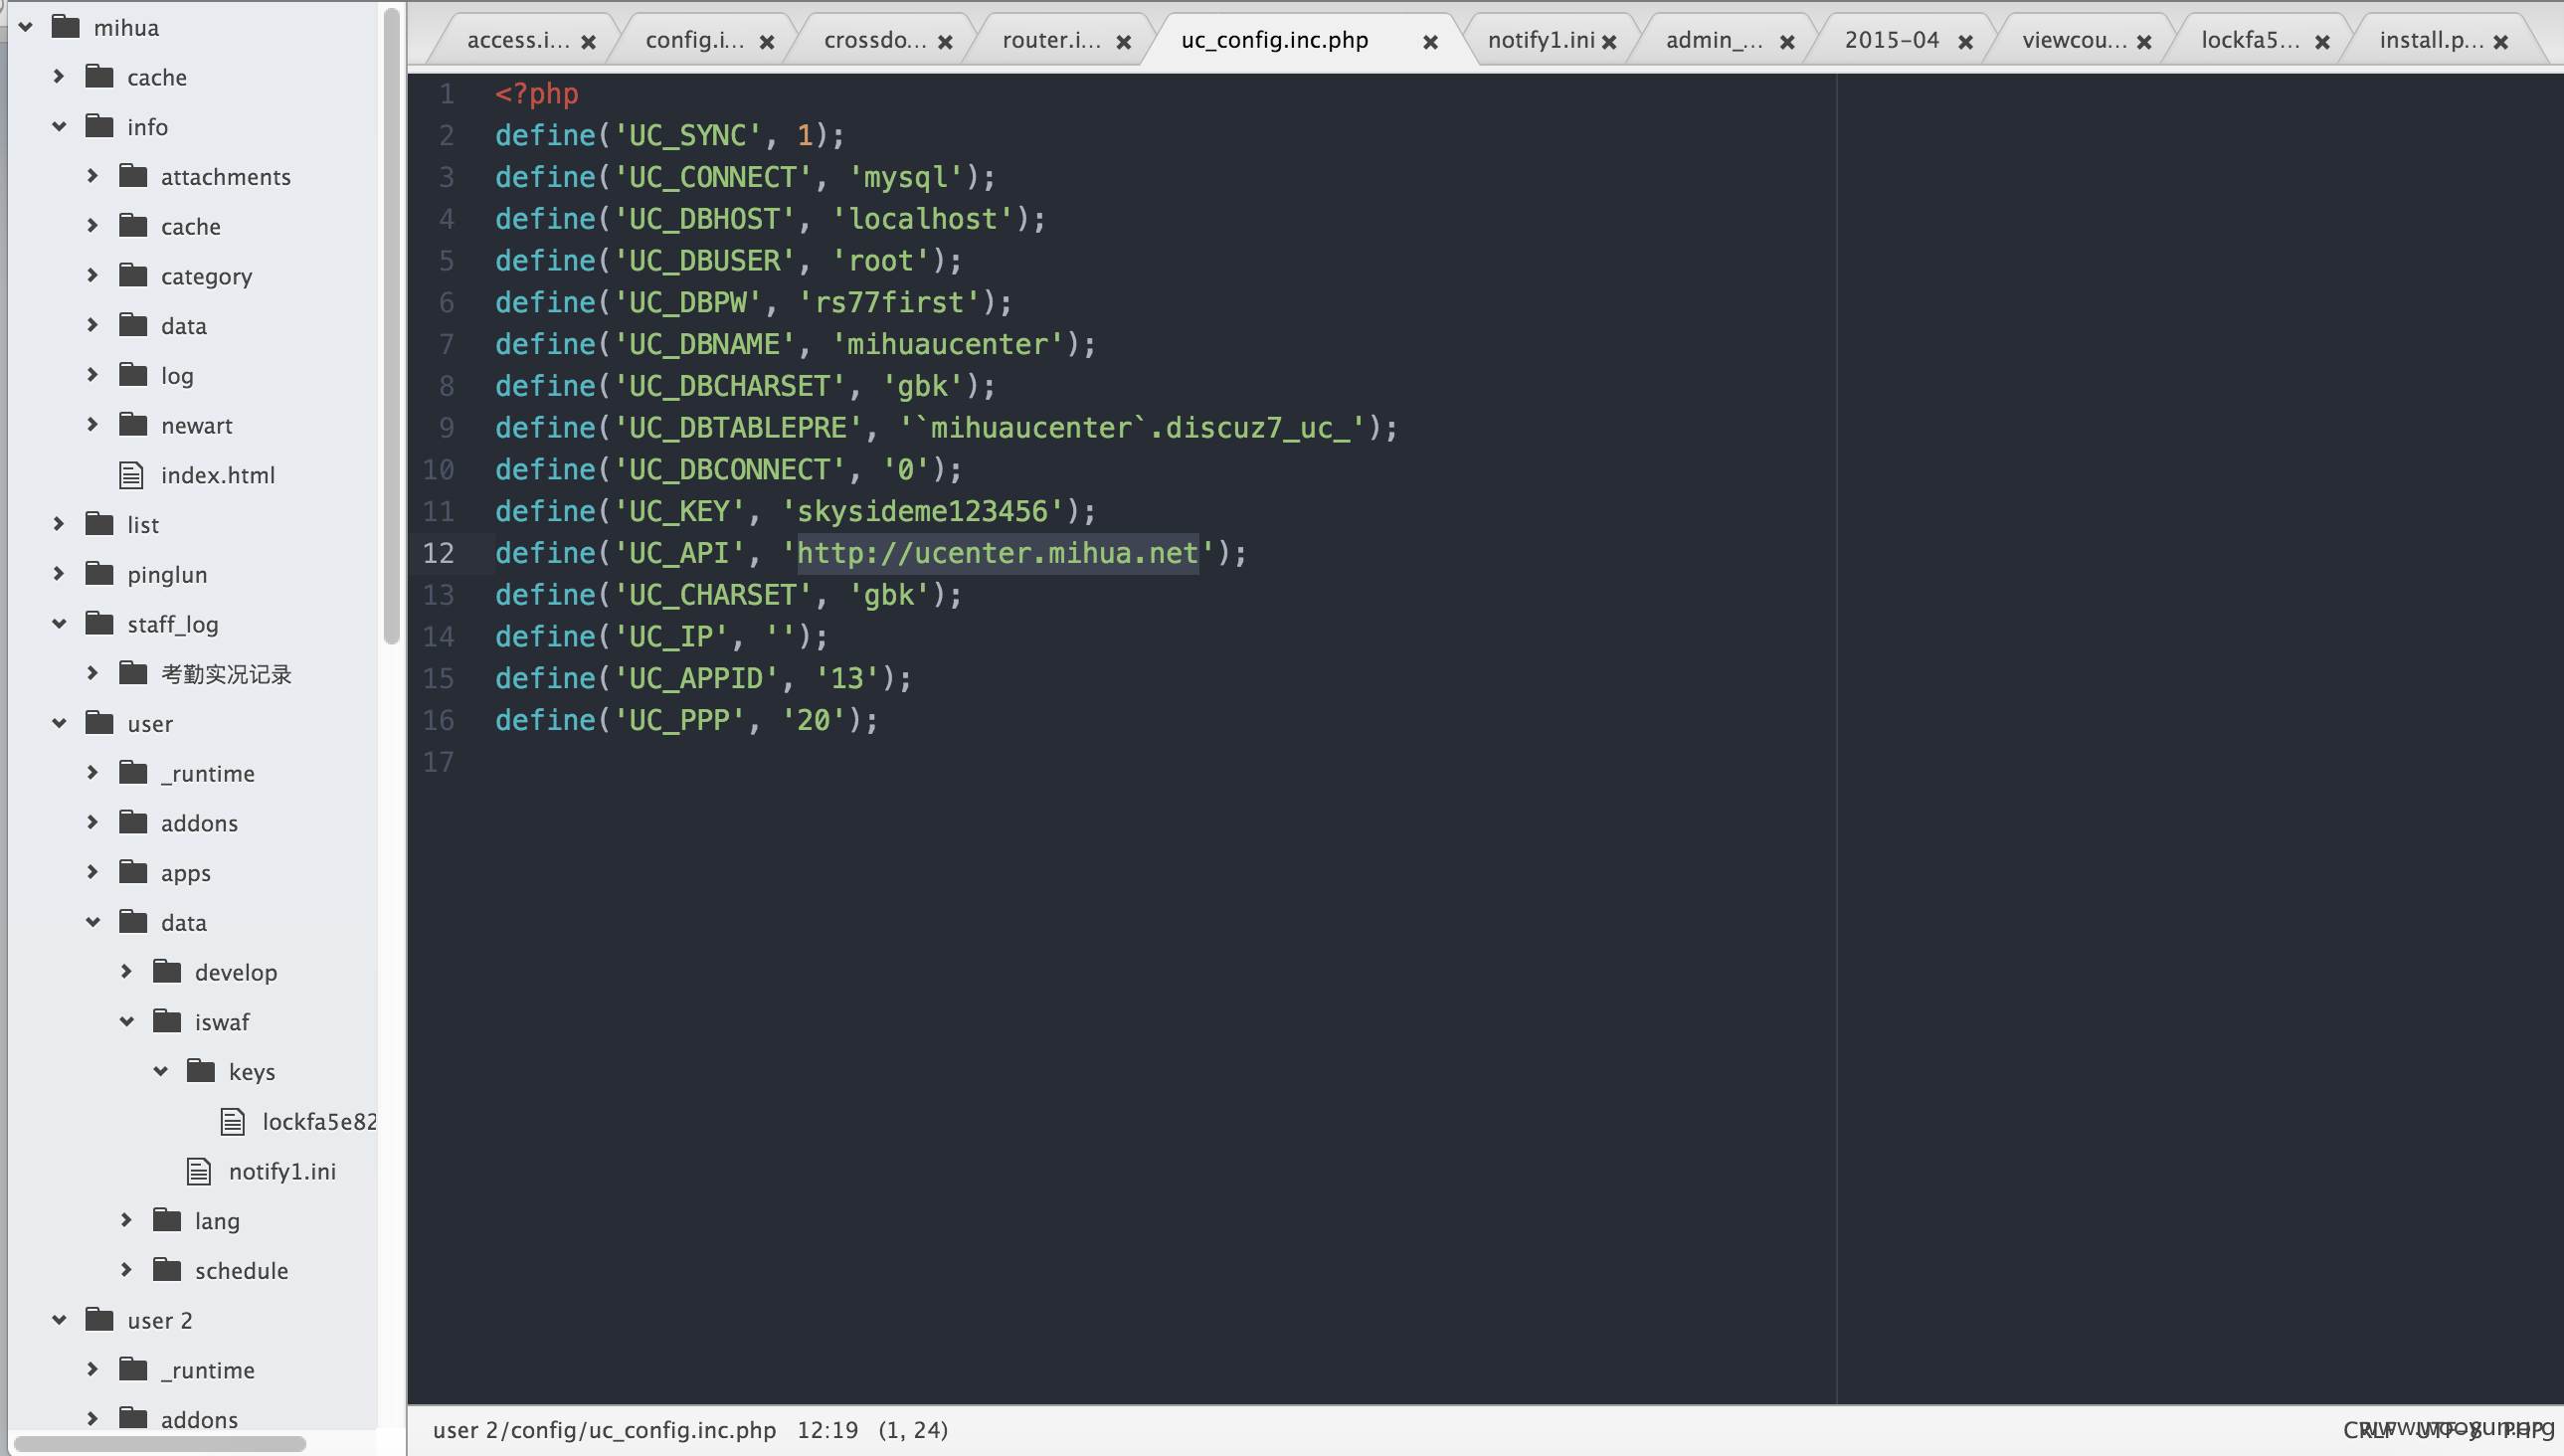 mihua
cache
info
attachments
cache
category
data
log
newart
index.html
list
pinglun
staff_log
考勤实况记录
user
_runtime
addons
apps
data
develop
iswaf
keys
lockfa5e82
notify1.ini
lang
schedule
user 2
_runtime
addons
access.i... config.i... crossdo... router.i... uc_config.inc.php notify1.ini admin_... 2015-04 viewcou... lockfa5... install.p...
1 <?php
2 define('UC_SYNC', 1);
3 define('UC_CONNECT', 'mysql');
4 define('UC_DBHOST', 'localhost');
5 define('UC_DBUSER', 'root');
6 define('UC_DBPW', 'rs77first');
7 define('UC_DBNAME', 'mihuaucenter');
8 define('UC_DBCHARSET', 'gbk');
9 define('UC_DBTABLEPRE', '`mihuaucenter`.discuz7_uc_');
10 define('UC_DBCONNECT', '0');
11 define('UC_KEY', 'skysideme123456');
12 define('UC_API', 'http://ucenter.mihua.net');
13 define('UC_CHARSET', 'gbk');
14 define('UC_IP', '');
15 define('UC_APPID', '13');
16 define('UC_PPP', '20');
17
user 2/config/uc_config.inc.php 12:19 (1, 24)
CRLF UTF-8 PHP
www.wooyun.org